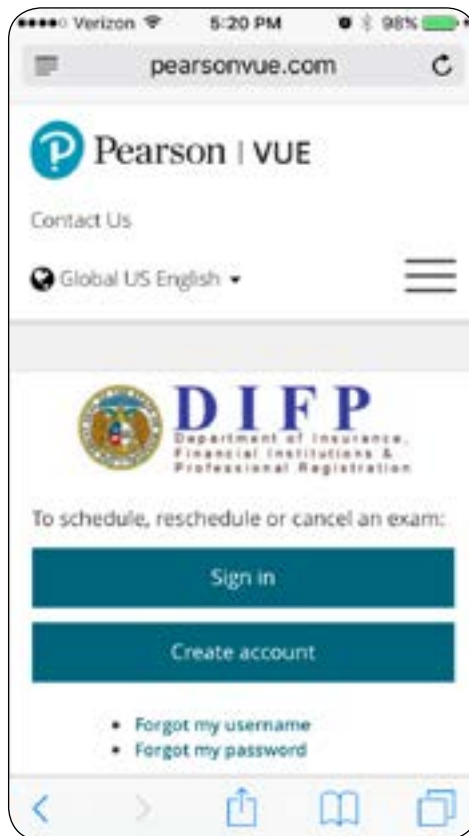 Verizon 5:20 PM 98%
pearsonvue.com
Pearson | VUE
Contact Us
Global US English
DIFP
Department of Insurance,
Financial Institutions &
Professional Registration
To schedule, reschedule or cancel an exam:
Sign in
Create account
• Forgot my username
• Forgot my password